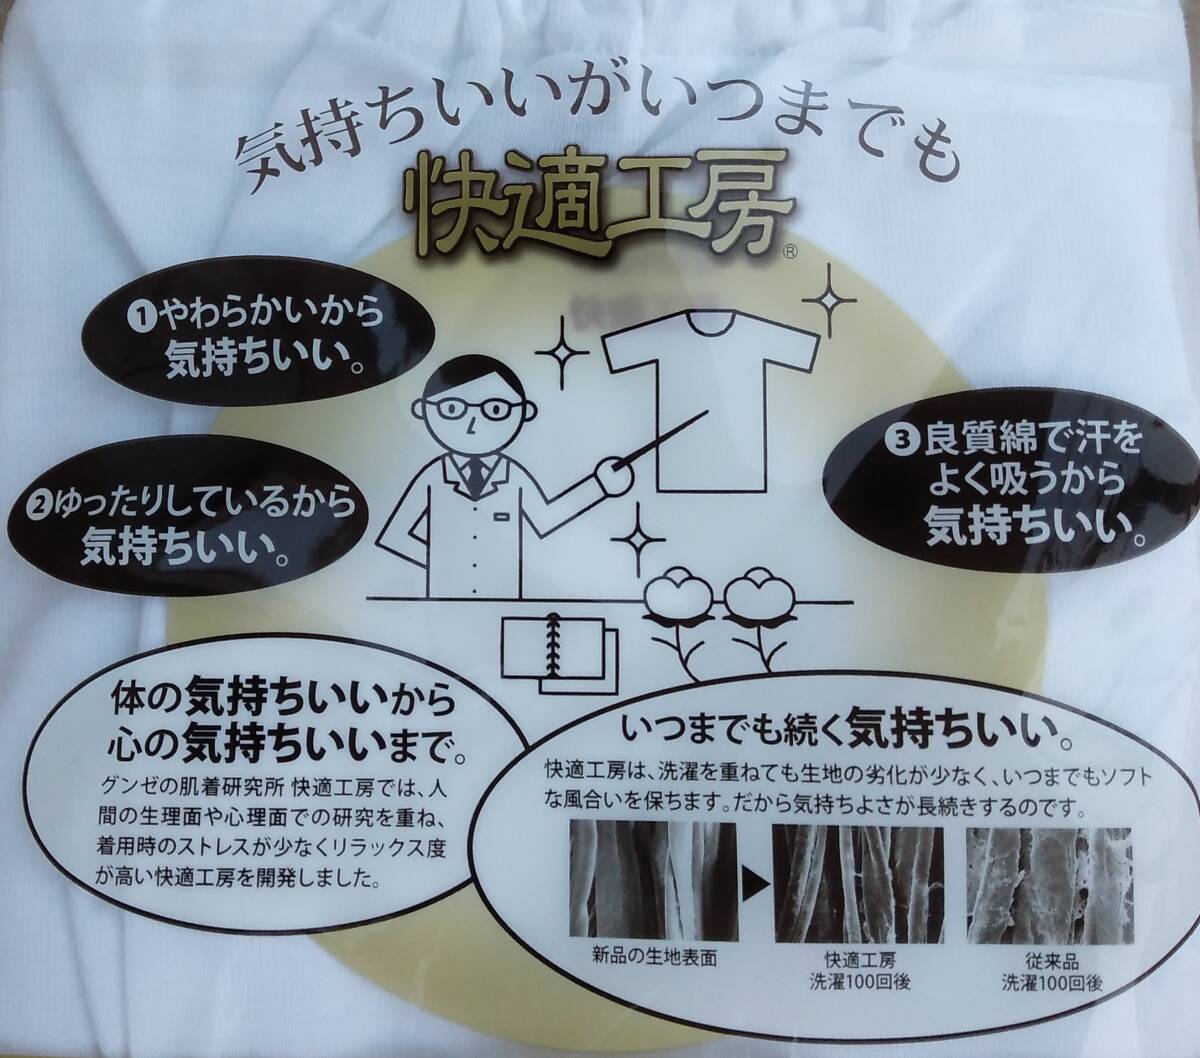 気持ちいいがいつまでも
快適工房®
❶やわらかいから
気持ちいい。
❷ゆったりしているから
気持ちいい。
❸良質綿で汗を
よく吸うから
気持ちいい。
体の気持ちいいから
心の気持ちいいまで。
グンゼの肌着研究所 快適工房では、人
間の生理面や心理面での研究を重ね、
着用時のストレスが少なくリラックス度
が高い快適工房を開発しました。
いつまでも続く気持ちいい。
快適工房は、洗濯を重ねても生地の劣化が少なく、いつまでもソフト
な風合いを保ちます。だから気持ちよさが長続きするのです。
新品の生地表面
快適工房
洗濯100回後
従来品
洗濯100回後